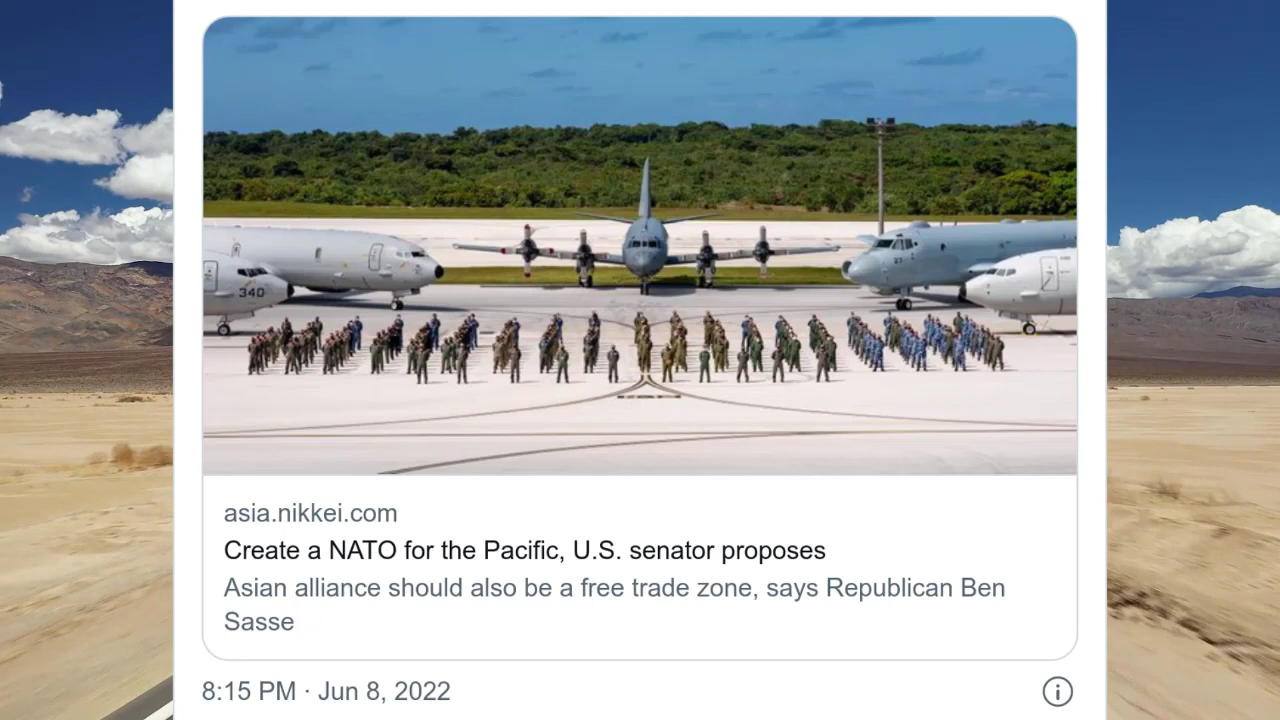 340
27
asia.nikkei.com
Create a NATO for the Pacific, U.S. senator proposes
Asian alliance should also be a free trade zone, says Republican Ben
Sasse
8:15 PM · Jun 8, 2022